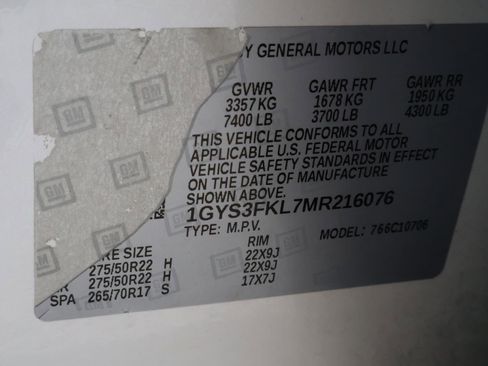 BY GENERAL MOTORS LLC
GVWR GAWR FRT GAWR RR
3357 KG 1678 KG 1950 KG
7400 LB 3700 LB 4300 LB
THIS VEHICLE CONFORMS TO ALL
APPLICABLE U.S. FEDERAL MOTOR
VEHICLE SAFETY STANDARDS IN EFFECT
ON THE DATE OF MANUFACTURE
SHOWN ABOVE.
1GYS3FKL7MR216076
TYPE: M.P.V. MODEL: 766C10706
RE SIZE RIM
275/50R22 H 22X9J
RR 275/50R22 H 22X9J
SPA 265/70R17 S 17X7J
GM